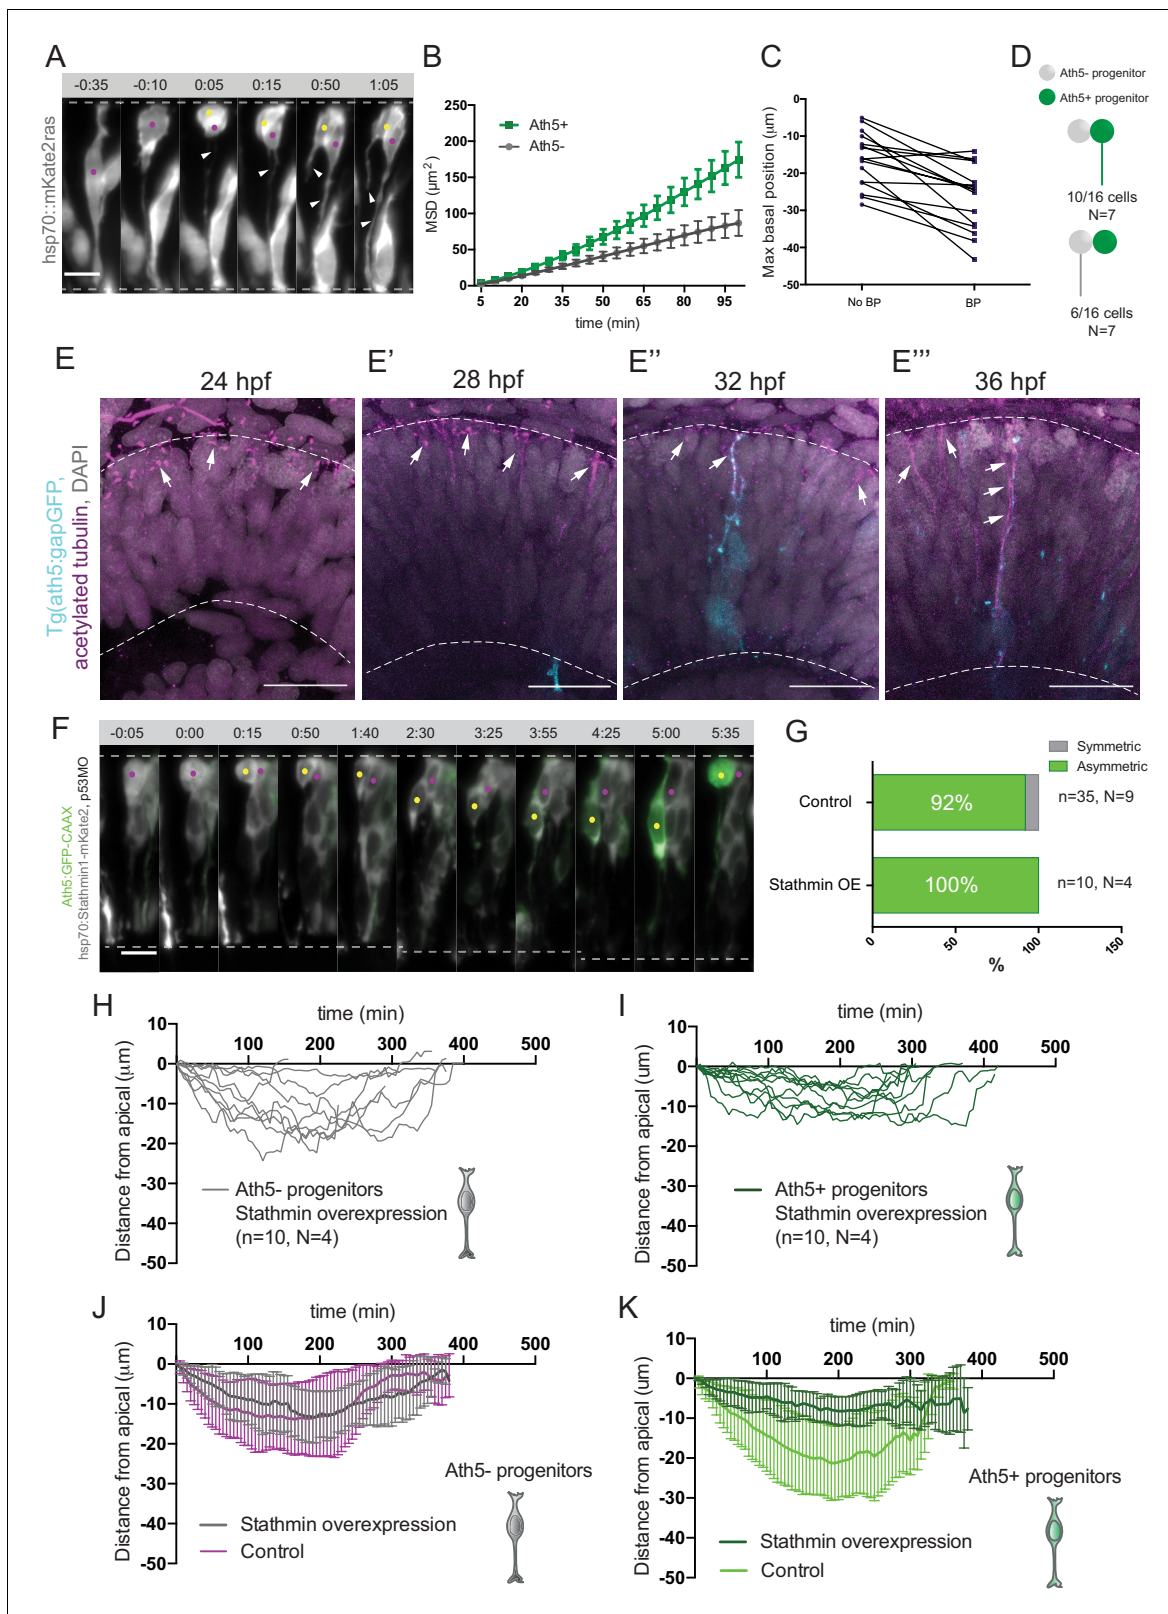 A
-0:35 -0:10 0:05 0:15 0:50 1:05
hsp70::mKate2ras
B
MSD (µm²)
250
200
150
100
50
0
Ath5+
Ath5-
5 20 35 50 65 80 95
time (min)
C
Max basal position (µm)
0
-10
-20
-30
-40
-50
No BP BP
D
Ath5- progenitor
Ath5+ progenitor
10/16 cells
N=7
6/16 cells
N=7
E
24 hpf
E'
28 hpf
E''
32 hpf
E'''
36 hpf
Tg(ath5:gapGFP,
acetylated tubulin, DAPI
F
-0:05 0:00 0:15 0:50 1:40 2:30 3:25 3:55 4:25 5:00 5:35
Ath5:GFP-CAAX
hsp70:Stathmin1-mKate2, p53MO
G
Symmetric
Asymmetric
Control
92%
n=35, N=9
Stathmin OE
100%
n=10, N=4
0 50 100 150
%
H
time (min)
100 200 300 400 500
Distance from apical (µm)
10
0
-10
-20
-30
-40
-50
Ath5- progenitors
Stathmin overexpression
(n=10, N=4)
I
time (min)
100 200 300 400 500
Distance from apical (µm)
10
0
-10
-20
-30
-40
-50
Ath5+ progenitors
Stathmin overexpression
(n=10, N=4)
J
time (min)
100 200 300 400 500
Distance from apical (µm)
10
0
-10
-20
-30
-40
-50
Ath5- progenitors
Stathmin overexpression
Control
K
time (min)
100 200 300 400 500
Distance from apical (µm)
10
0
-10
-20
-30
-40
-50
Ath5+ progenitors
Stathmin overexpression
Control